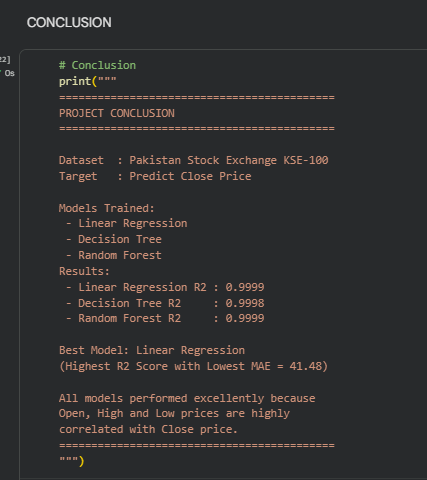 CONCLUSION
22]
0s
# Conclusion
print("""
===========================================
PROJECT CONCLUSION
===========================================
Dataset : Pakistan Stock Exchange KSE-100
Target : Predict Close Price
Models Trained:
- Linear Regression
- Decision Tree
- Random Forest
Results:
- Linear Regression R2 : 0.9999
- Decision Tree R2 : 0.9998
- Random Forest R2 : 0.9999
Best Model: Linear Regression
(Highest R2 Score with Lowest MAE = 41.48)
All models performed excellently because
Open, High and Low prices are highly
correlated with Close price.
===========================================
""")